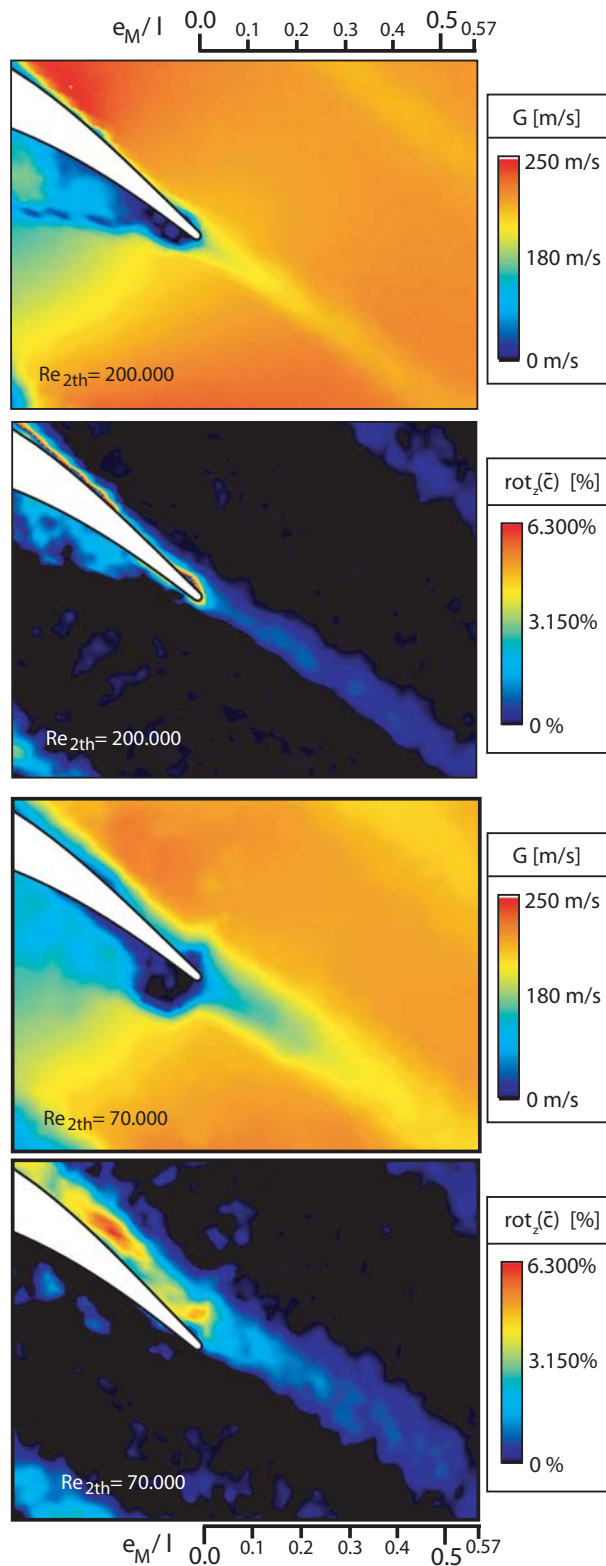 e_M / l 0.0 0.1 0.2 0.3 0.4 0.5 0.57
G [m/s]
250 m/s
180 m/s
0 m/s
Re_2th= 200.000
rot_z(c̄) [%]
6.300%
3.150%
0 %
Re_2th= 200.000
G [m/s]
250 m/s
180 m/s
0 m/s
Re_2th= 70.000
rot_z(c̄) [%]
6.300%
3.150%
0 %
Re_2th= 70.000
e_M / l 0.0 0.1 0.2 0.3 0.4 0.5 0.57